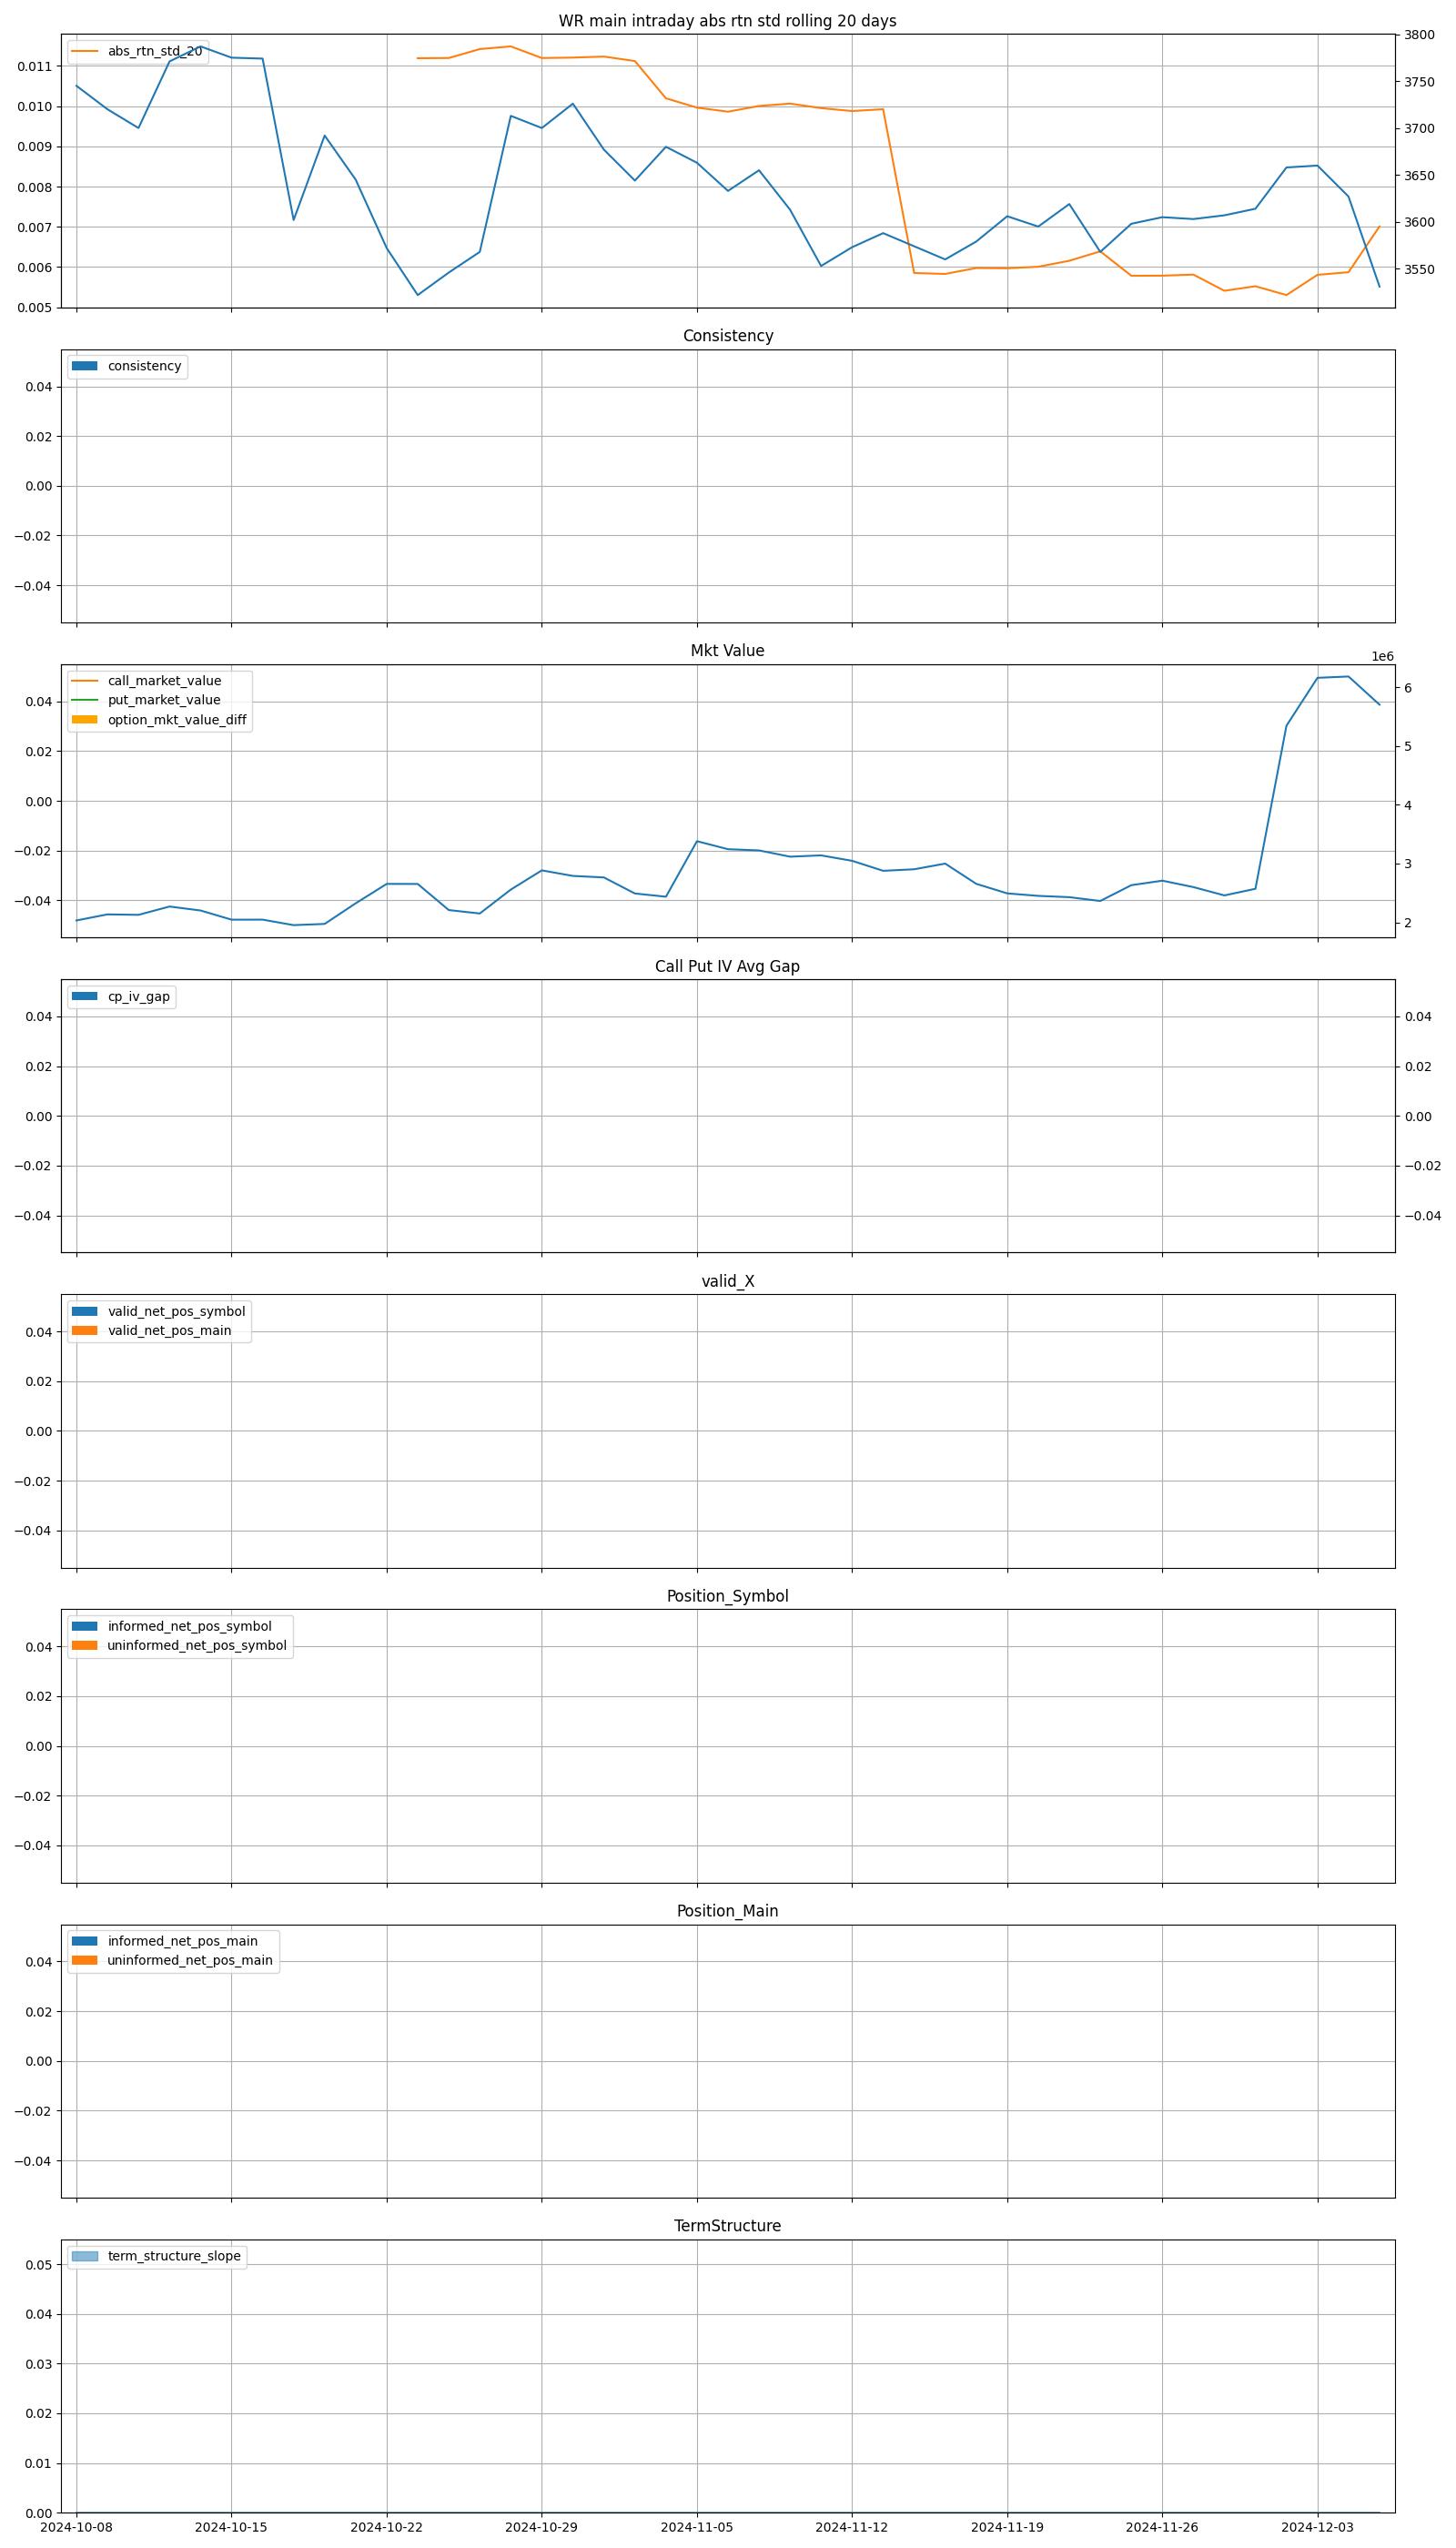 WR main intraday abs rtn std rolling 20 days
abs_rtn_std_20
0.011
0.010
0.009
0.008
0.007
0.006
0.005
3800
3750
3700
3650
3600
3550
Consistency
consistency
0.04
0.02
0.00
−0.02
−0.04
Mkt Value
1e6
call_market_value
put_market_value
option_mkt_value_diff
0.04
0.02
0.00
−0.02
−0.04
6
5
4
3
2
Call Put IV Avg Gap
cp_iv_gap
0.04
0.02
0.00
−0.02
−0.04
0.04
0.02
0.00
−0.02
−0.04
valid_X
valid_net_pos_symbol
valid_net_pos_main
0.04
0.02
0.00
−0.02
−0.04
Position_Symbol
informed_net_pos_symbol
uninformed_net_pos_symbol
0.04
0.02
0.00
−0.02
−0.04
Position_Main
informed_net_pos_main
uninformed_net_pos_main
0.04
0.02
0.00
−0.02
−0.04
TermStructure
term_structure_slope
0.05
0.04
0.03
0.02
0.01
0.00
2024-10-08 2024-10-15 2024-10-22 2024-10-29 2024-11-05 2024-11-12 2024-11-19 2024-11-26 2024-12-03